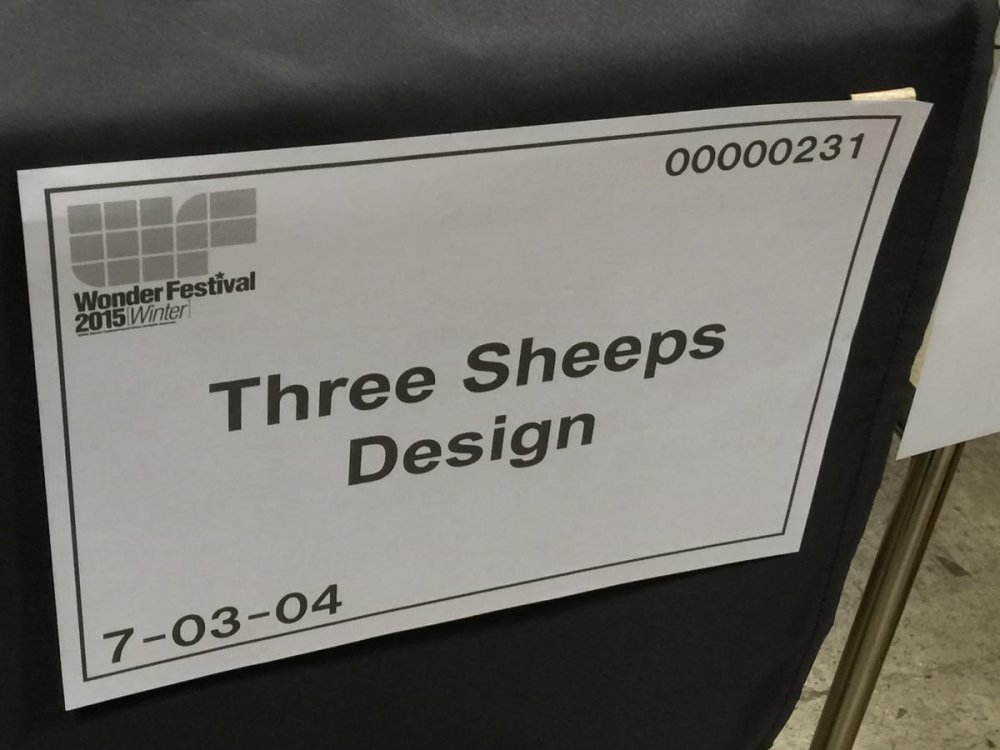 00000231
Wonder Festival
2015[Winter]
Three Sheeps
Design
7-03-04